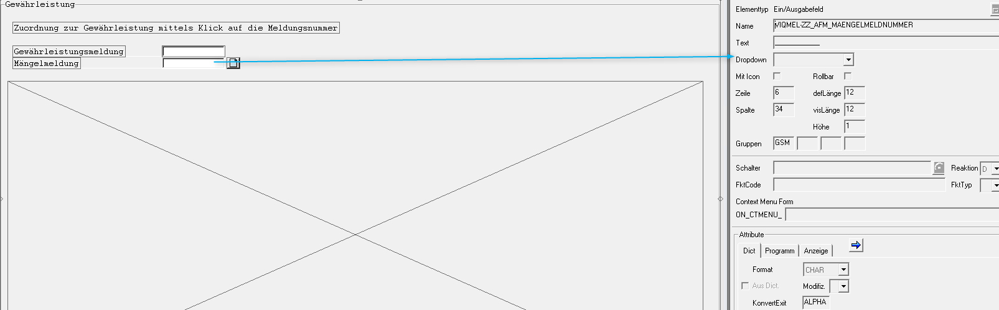 Gewährleistung
Zuordnung zur Gewährleistung mittels Klick auf die Meldungsnummer
Gewährleistungsmeldung
Mängelmeldung
Elementtyp Ein/Ausgabefeld
Name VIQMEL-ZZ_AFM_MAENGELMELDNUMMER
Text ____________
Dropdown
Mit Icon Rollbar
Zeile 6 defLänge 12
Spalte 34 visLänge 12
Höhe 1
Gruppen GSM
Schalter Reaktion D
FktCode FktTyp
Context Menu Form
ON_CTMENU_
Attribute
Dict Programm Anzeige
Format CHAR
Aus Dict. Modifiz.
KonvertExit ALPHA